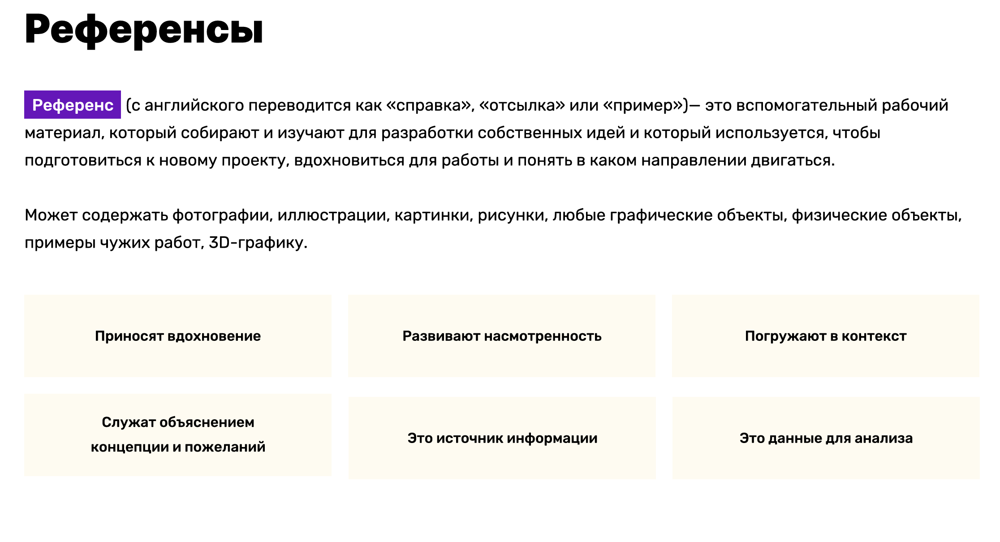 Референсы
Референс (с английского переводится как «справка», «отсылка» или «пример»)— это вспомогательный рабочий
материал, который собирают и изучают для разработки собственных идей и который используется, чтобы
подготовиться к новому проекту, вдохновиться для работы и понять в каком направлении двигаться.
Может содержать фотографии, иллюстрации, картинки, рисунки, любые графические объекты, физические объекты,
примеры чужих работ, 3D-графику.
Приносят вдохновение
Развивают насмотренность
Погружают в контекст
Служат объяснением
концепции и пожеланий
Это источник информации
Это данные для анализа